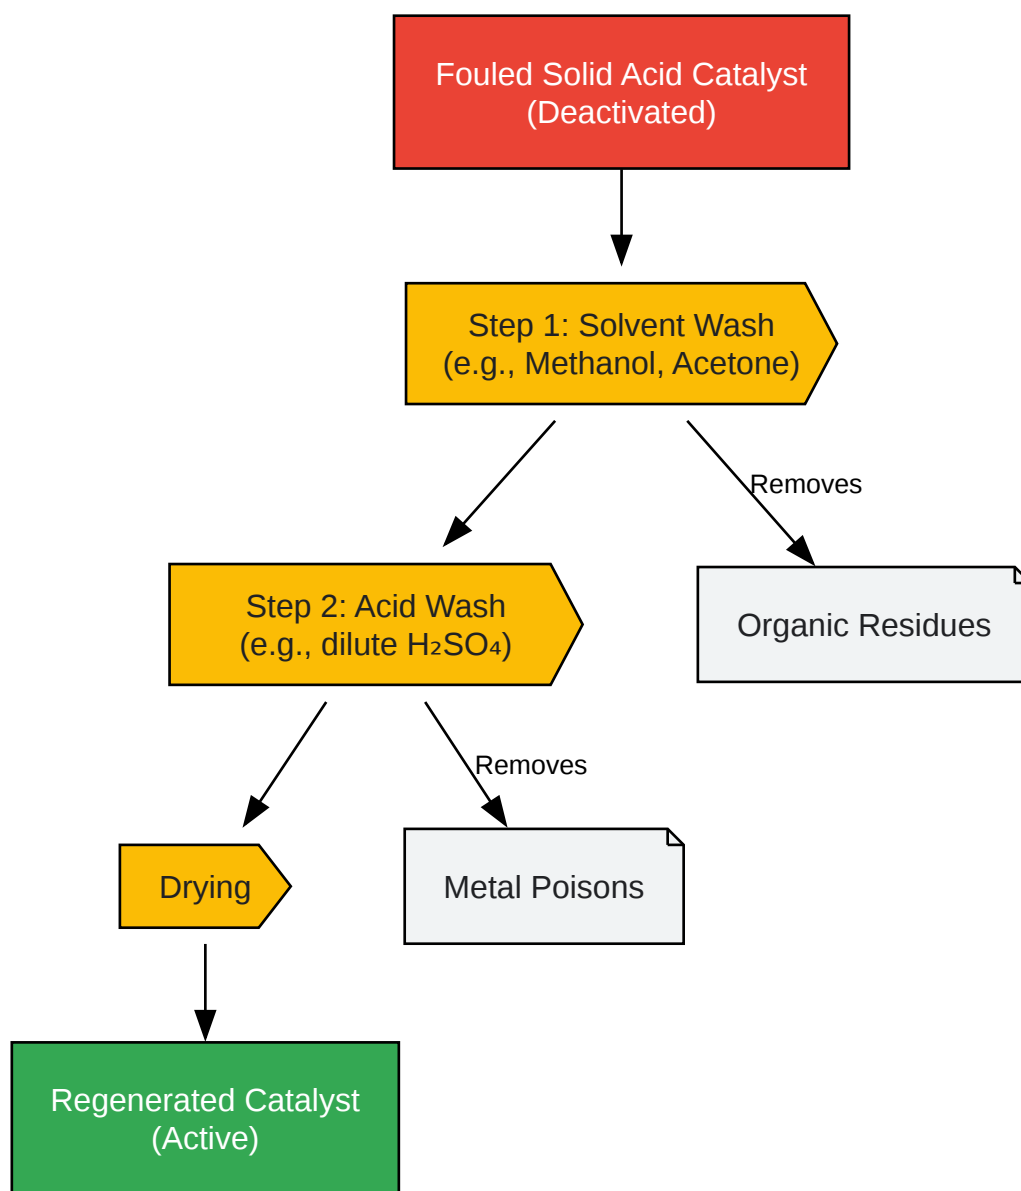 Fouled Solid Acid Catalyst
(Deactivated)
Step 1: Solvent Wash
(e.g., Methanol, Acetone)
Removes
Organic Residues
Step 2: Acid Wash
(e.g., dilute H₂SO₄)
Removes
Drying
Metal Poisons
Regenerated Catalyst
(Active)